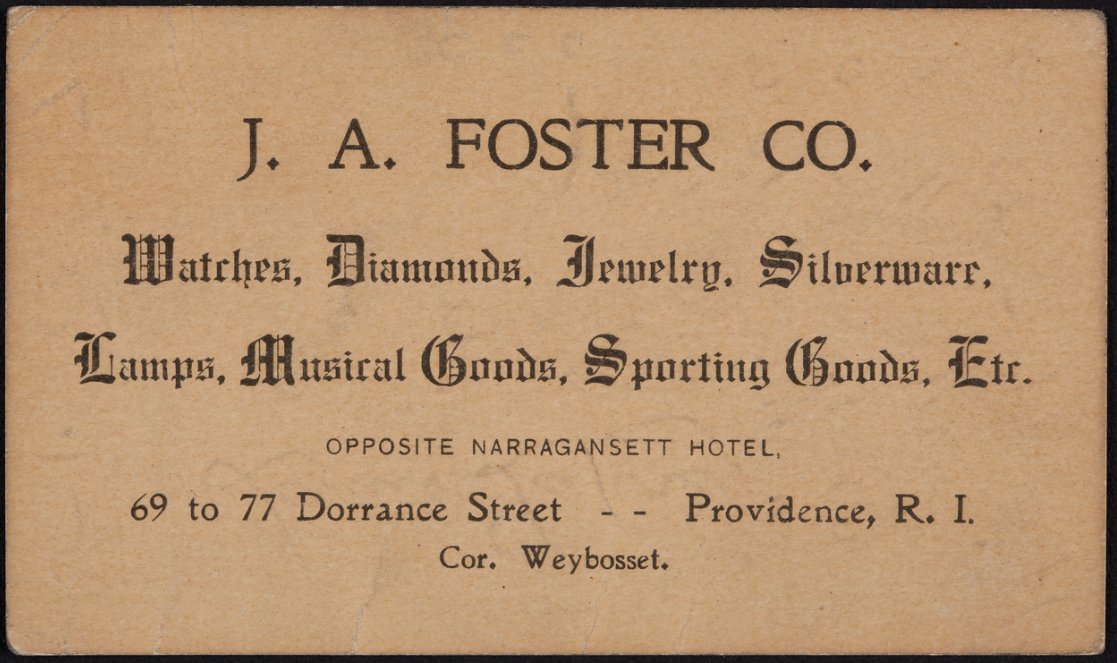 J. A. FOSTER CO.
Watches, Diamonds, Jewelry, Silverware,
Lamps, Musical Goods, Sporting Goods, Etc.
OPPOSITE NARRAGANSETT HOTEL,
69 to 77 Dorrance Street - - Providence, R. I.
Cor. Weybosset.